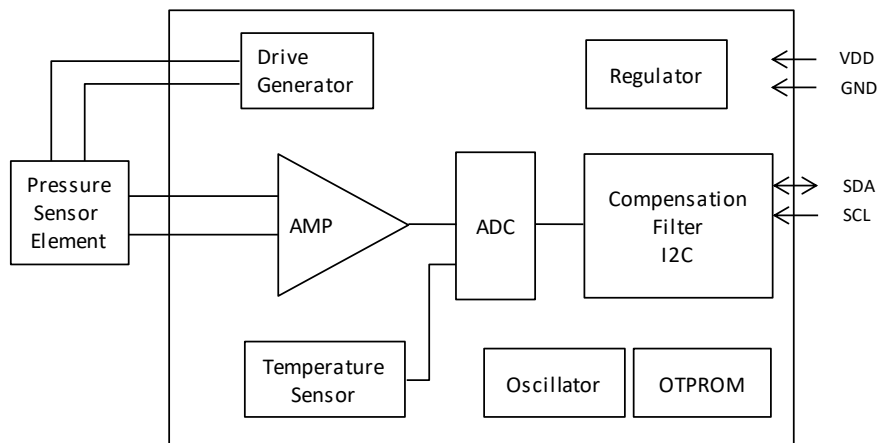 Drive
Generator
Regulator
VDD
GND
Pressure
Sensor
Element
AMP
ADC
Compensation
Filter
I2C
SDA
SCL
Temperature
Sensor
Oscillator
OTPROM